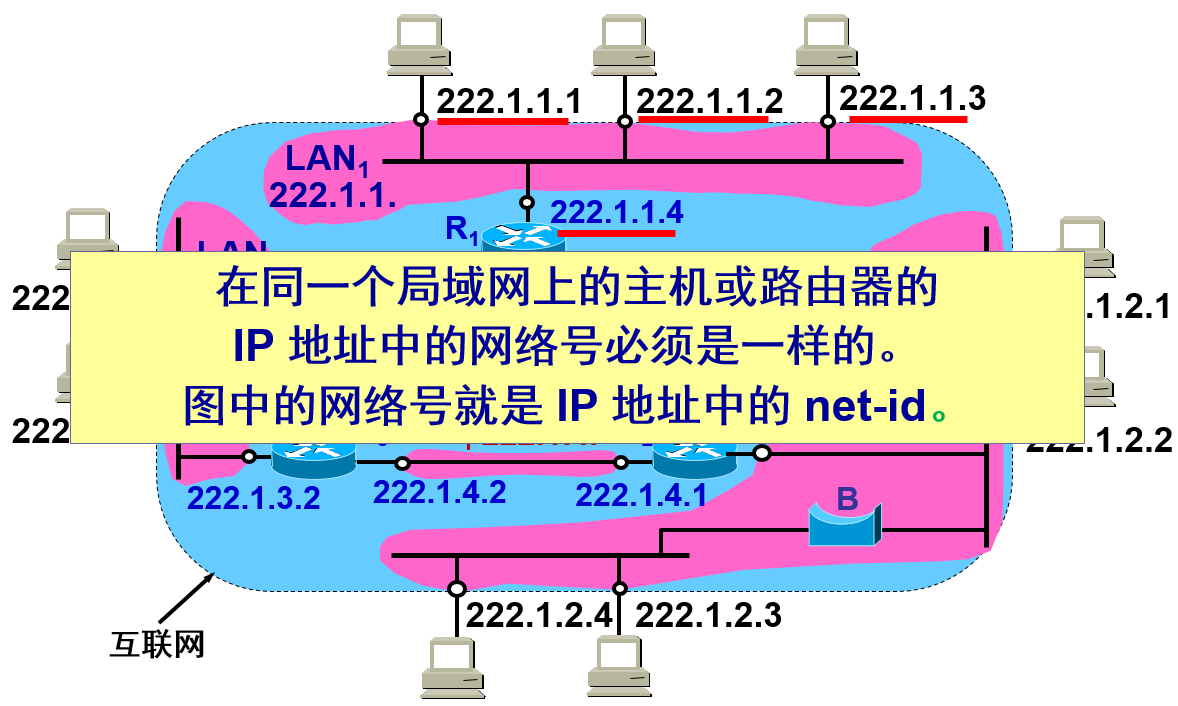 222.1.1.1
222.1.1.2
222.1.1.3
LAN1
222.1.1.
222.1.1.4
R1
LAN
222
.1.2.1
在同一个局域网上的主机或路由器的
IP 地址中的网络号必须是一样的。
图中的网络号就是 IP 地址中的 net-id。
222
222.1.2.2
222.1.3.2
222.1.4.2
222.1.4.1
B
222.1.2.4
222.1.2.3
互联网